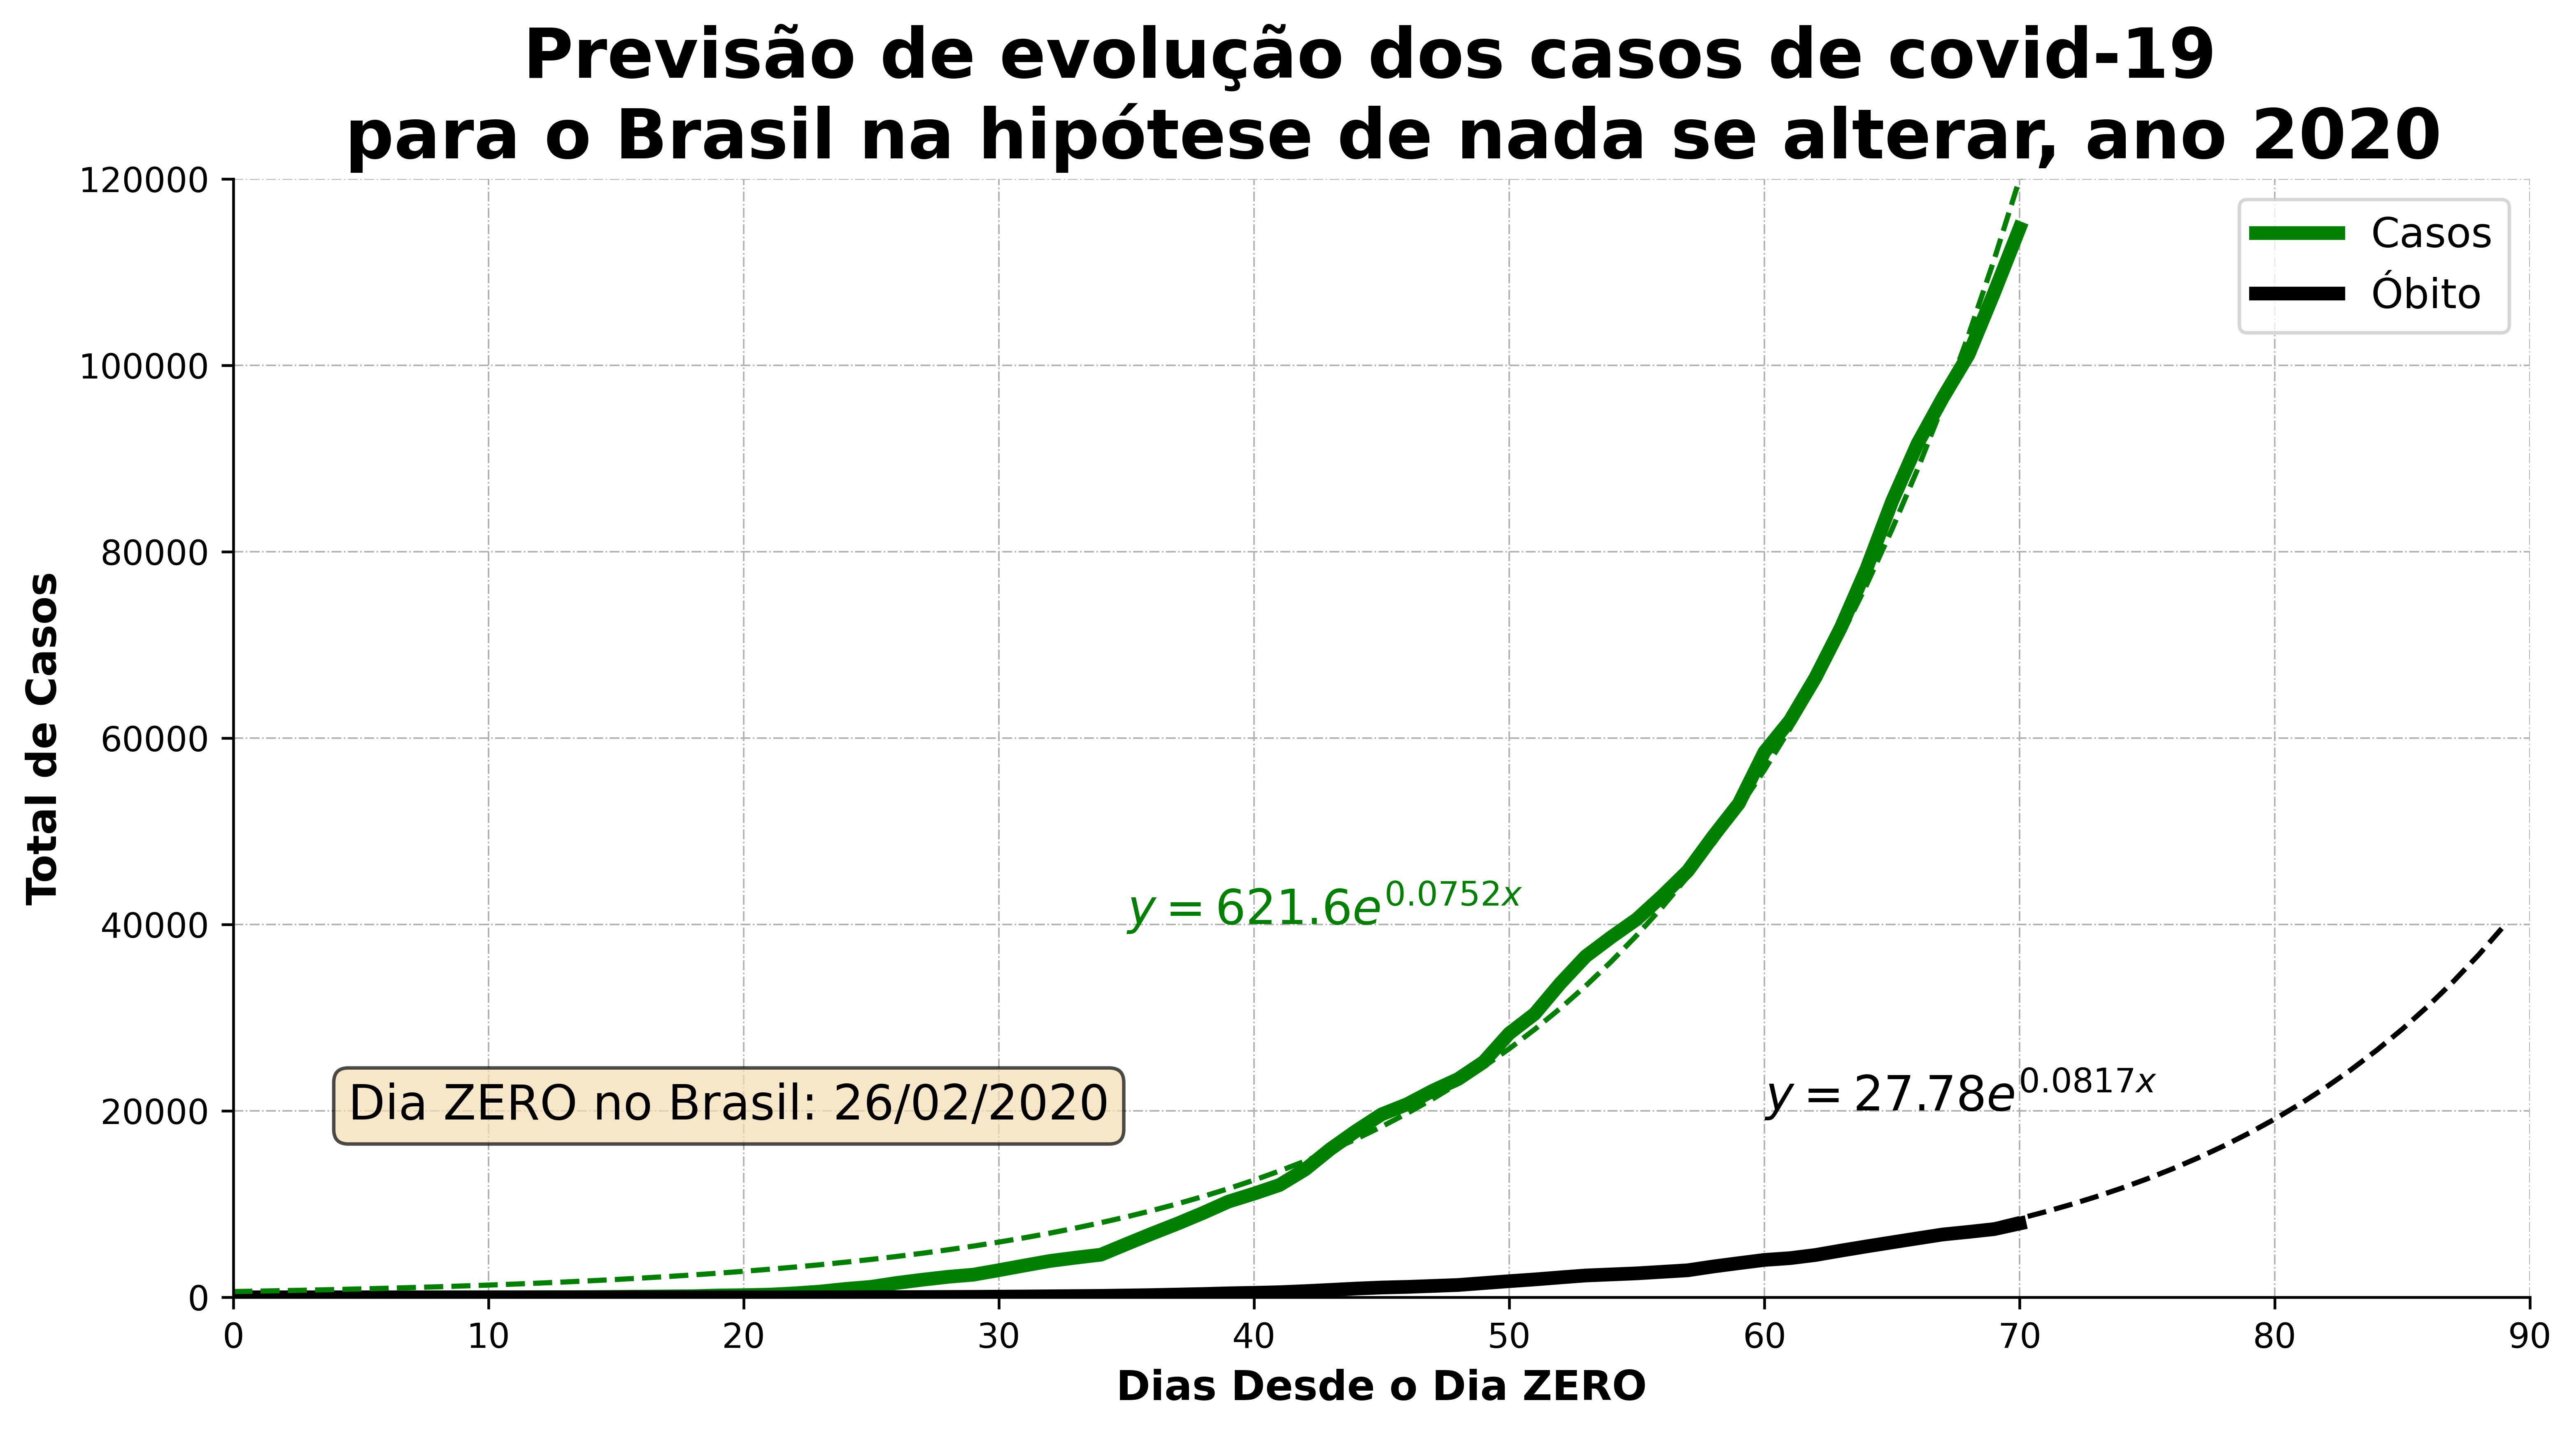 Previsão de evolução dos casos de covid-19
para o Brasil na hipótese de nada se alterar, ano 2020
120000
100000
80000
60000
40000
20000
0
Total de Casos
Casos
Óbito
y = 621.6e^{0.0752x}
y = 27.78e^{0.0817x}
Dia ZERO no Brasil: 26/02/2020
0 10 20 30 40 50 60 70 80 90
Dias Desde o Dia ZERO